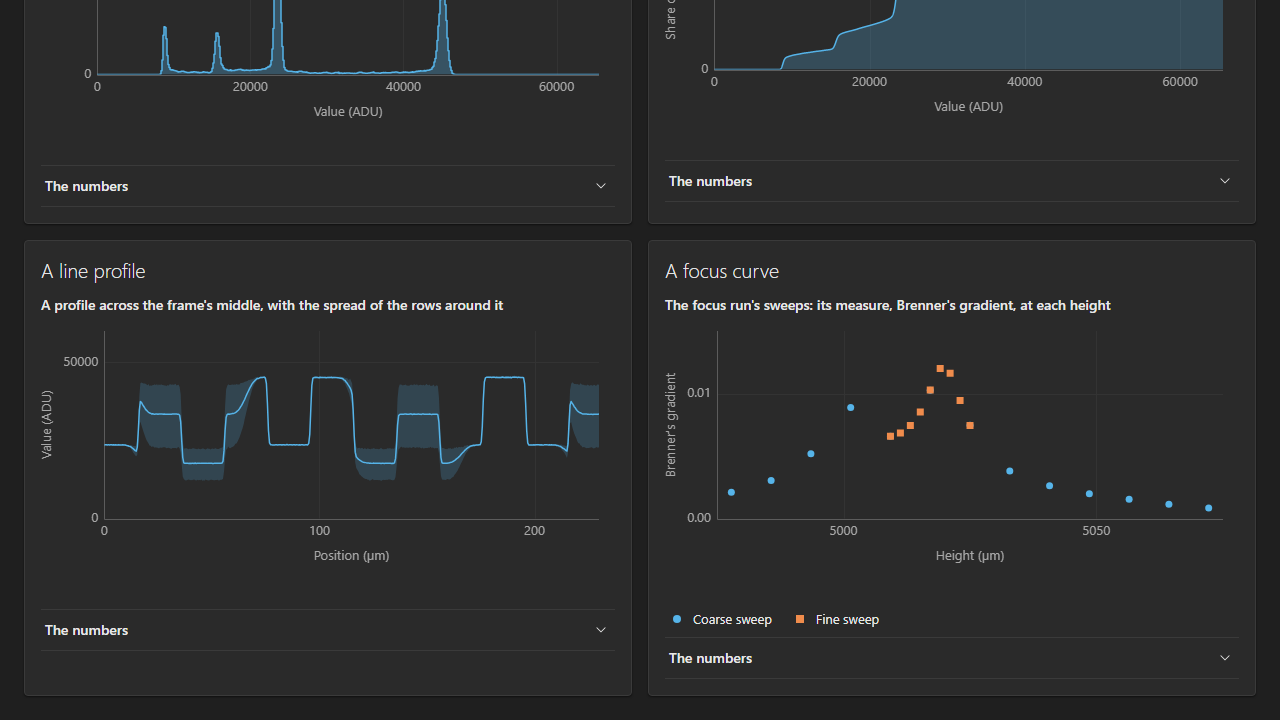 0
0 20000 40000 60000
Value (ADU)
The numbers
0
0 20000 40000 60000
Value (ADU)
Share
The numbers
A line profile
A profile across the frame's middle, with the spread of the rows around it
50000
Value (ADU)
0
0 100 200
Position (µm)
The numbers
A focus curve
The focus run's sweeps: its measure, Brenner's gradient, at each height
0.01
Brenner's gradient
0.00
5000 5050
Height (µm)
Coarse sweep Fine sweep
The numbers